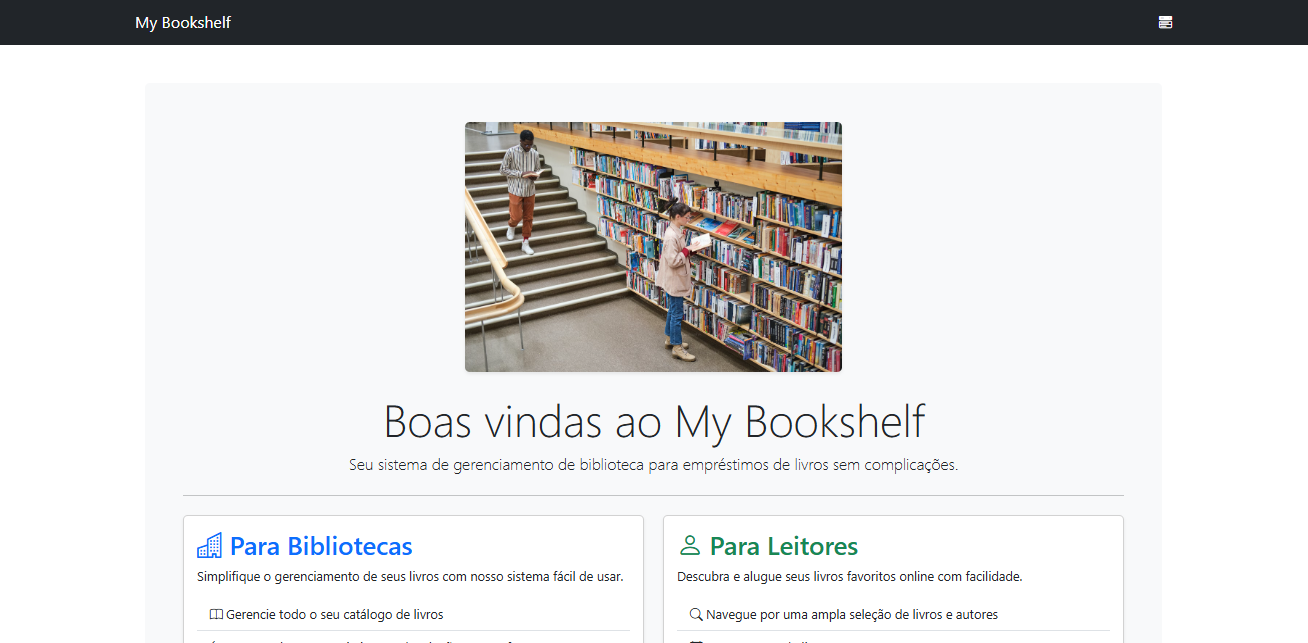 My Bookshelf
Boas vindas ao My Bookshelf
Seu sistema de gerenciamento de biblioteca para empréstimos de livros sem complicações.
Para Bibliotecas
Simplifique o gerenciamento de seus livros com nosso sistema fácil de usar.
Gerencie todo o seu catálogo de livros
Para Leitores
Descubra e alugue seus livros favoritos online com facilidade.
Navegue por uma ampla seleção de livros e autores